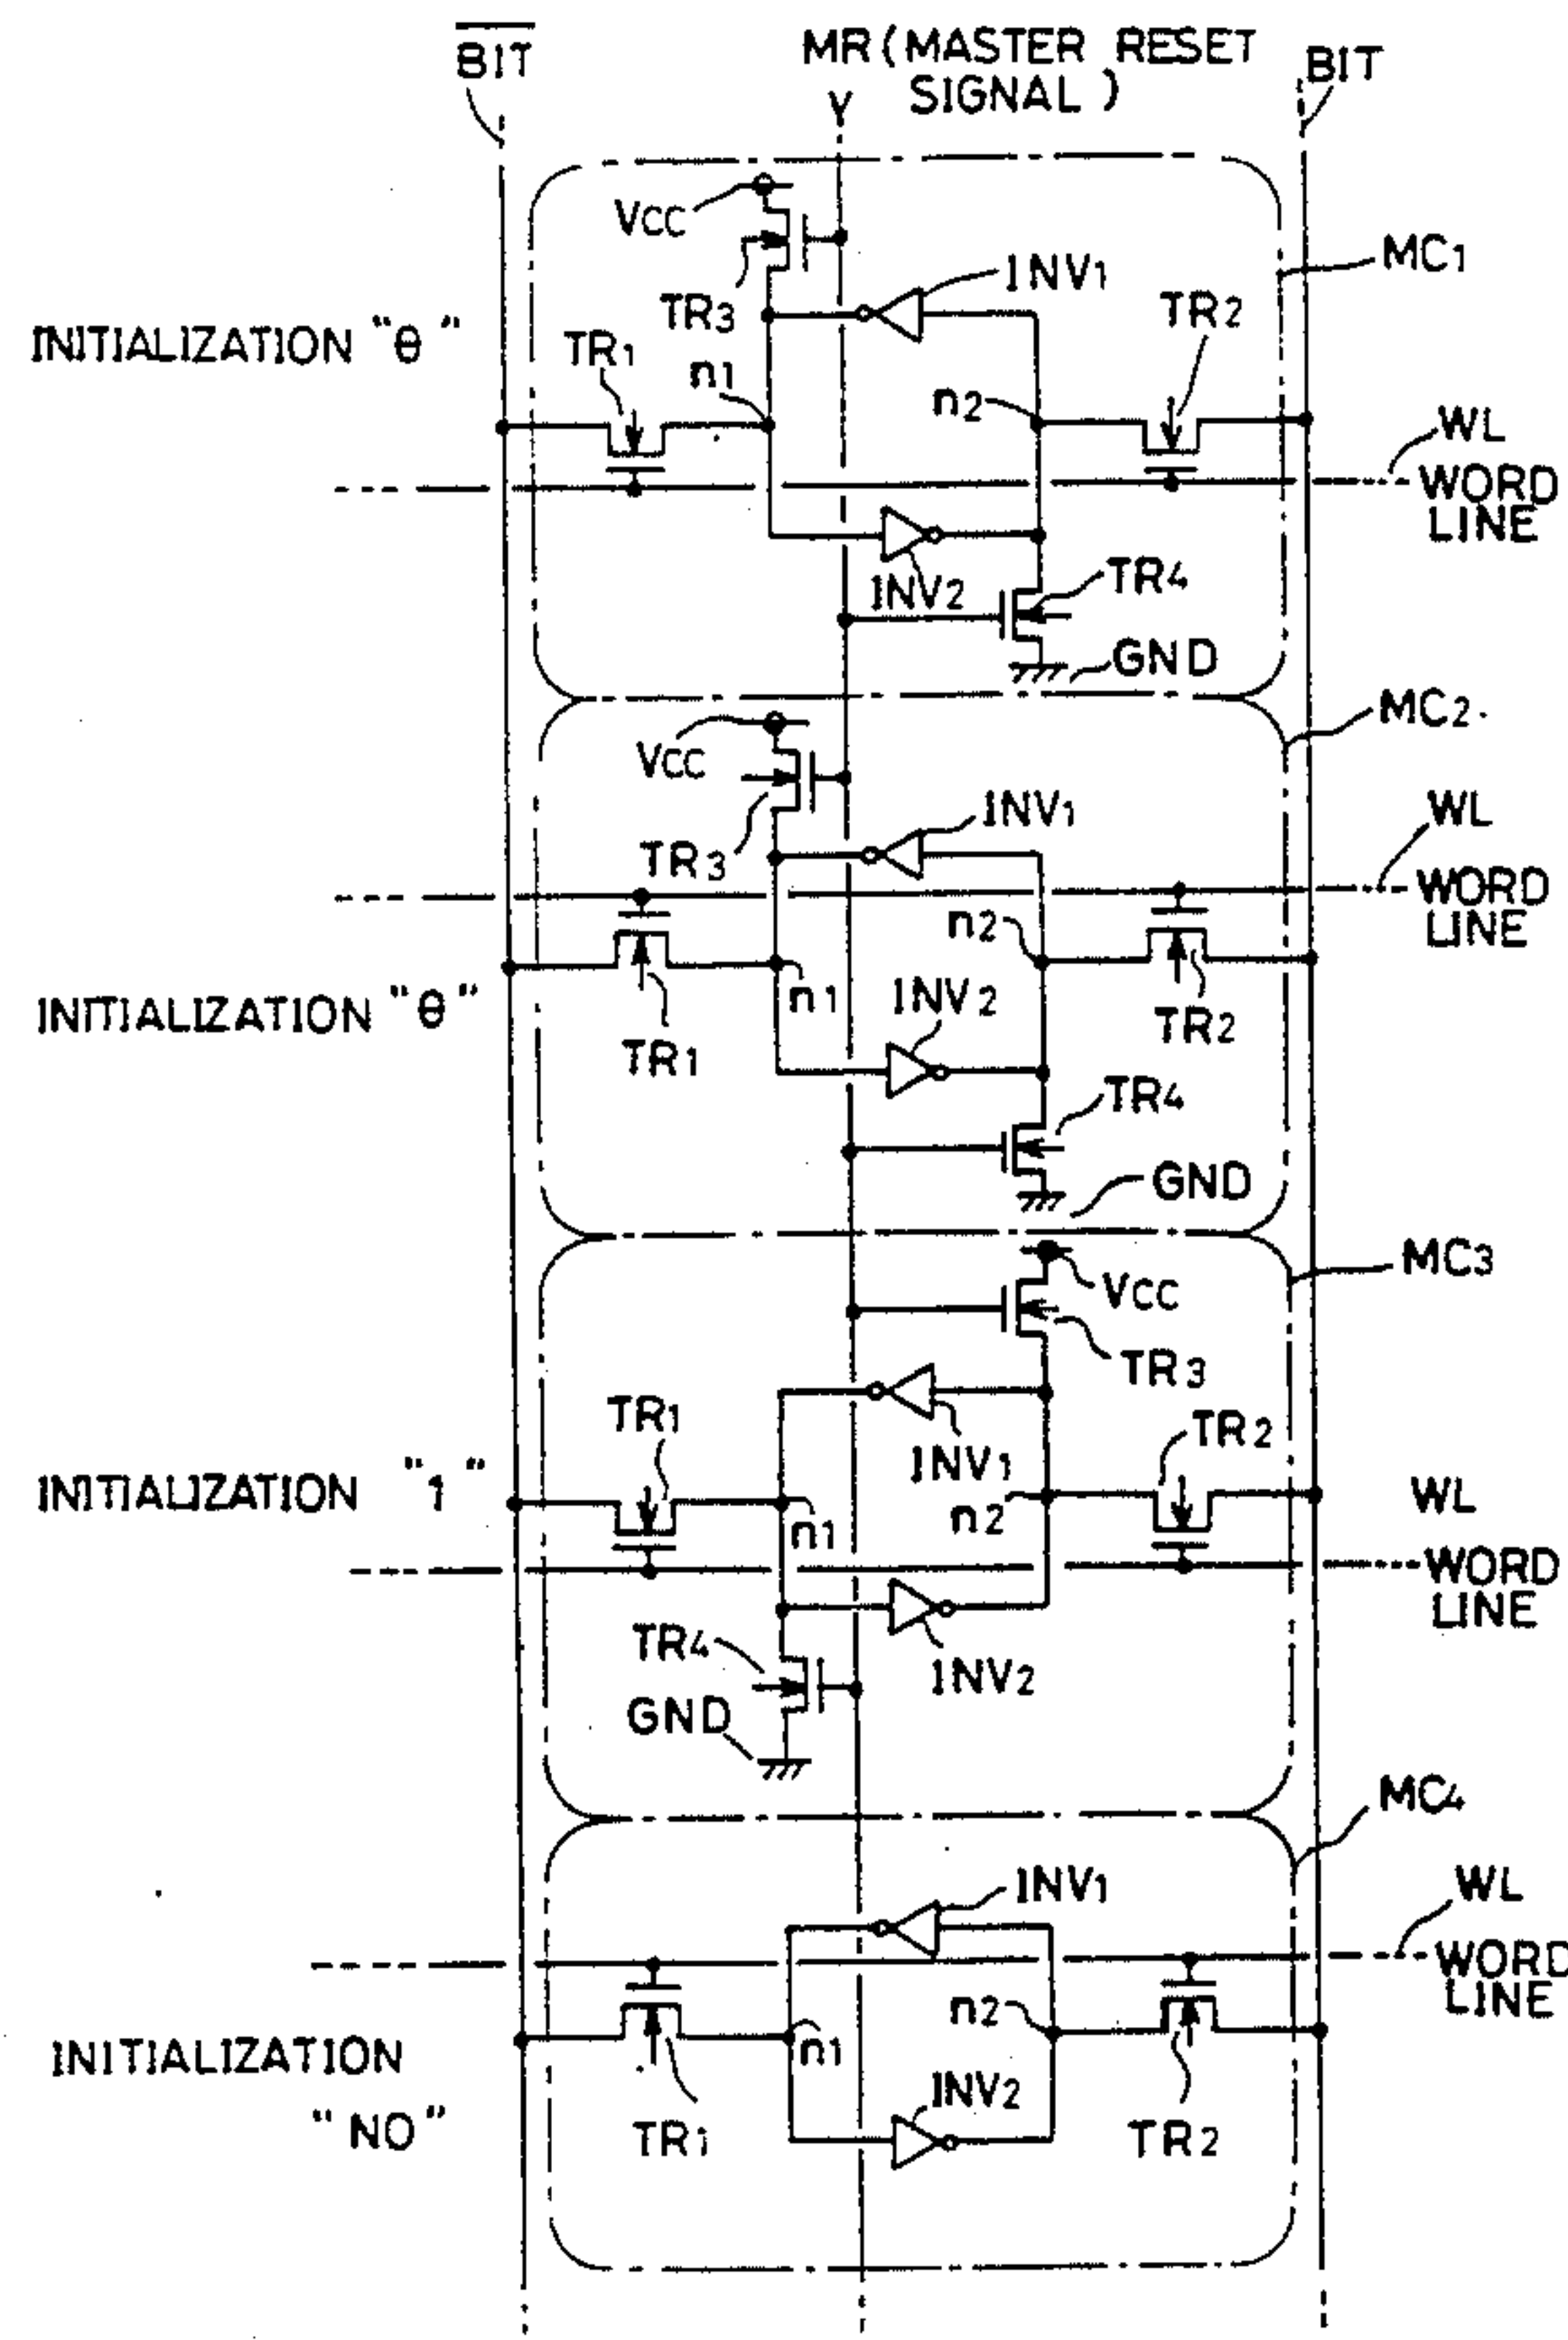 BIT
MR (MASTER RESET
SIGNAL)
BIT
VCC
MC1
INV1
TR3
TR2
INITIALIZATION "0"
TR1
n1
n2
WL
WORD
LINE
INV2
TR4
GND
MC2
VCC
INV1
WL
TR3
WORD
LINE
n2
n1
INV2
INITIALIZATION "0"
TR2
TR1
TR4
GND
MC3
VCC
TR3
TR1
TR2
INV1
INITIALIZATION "1"
WL
n1
n2
WORD
LINE
TR4
INV2
GND
MC4
INV1
WL
WORD
LINE
n2
n1
INITIALIZATION
"NO"
INV2
TR1
TR2